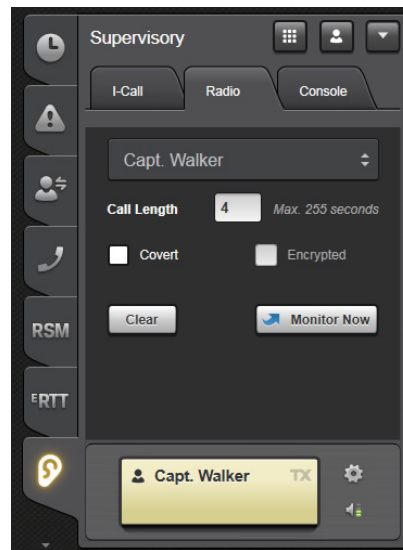 Supervisory
I-Call Radio Console
Capt. Walker
Call Length 4 Max. 255 seconds
Covert Encrypted
RSM
Clear Monitor Now
ERTT
Capt. Walker TX